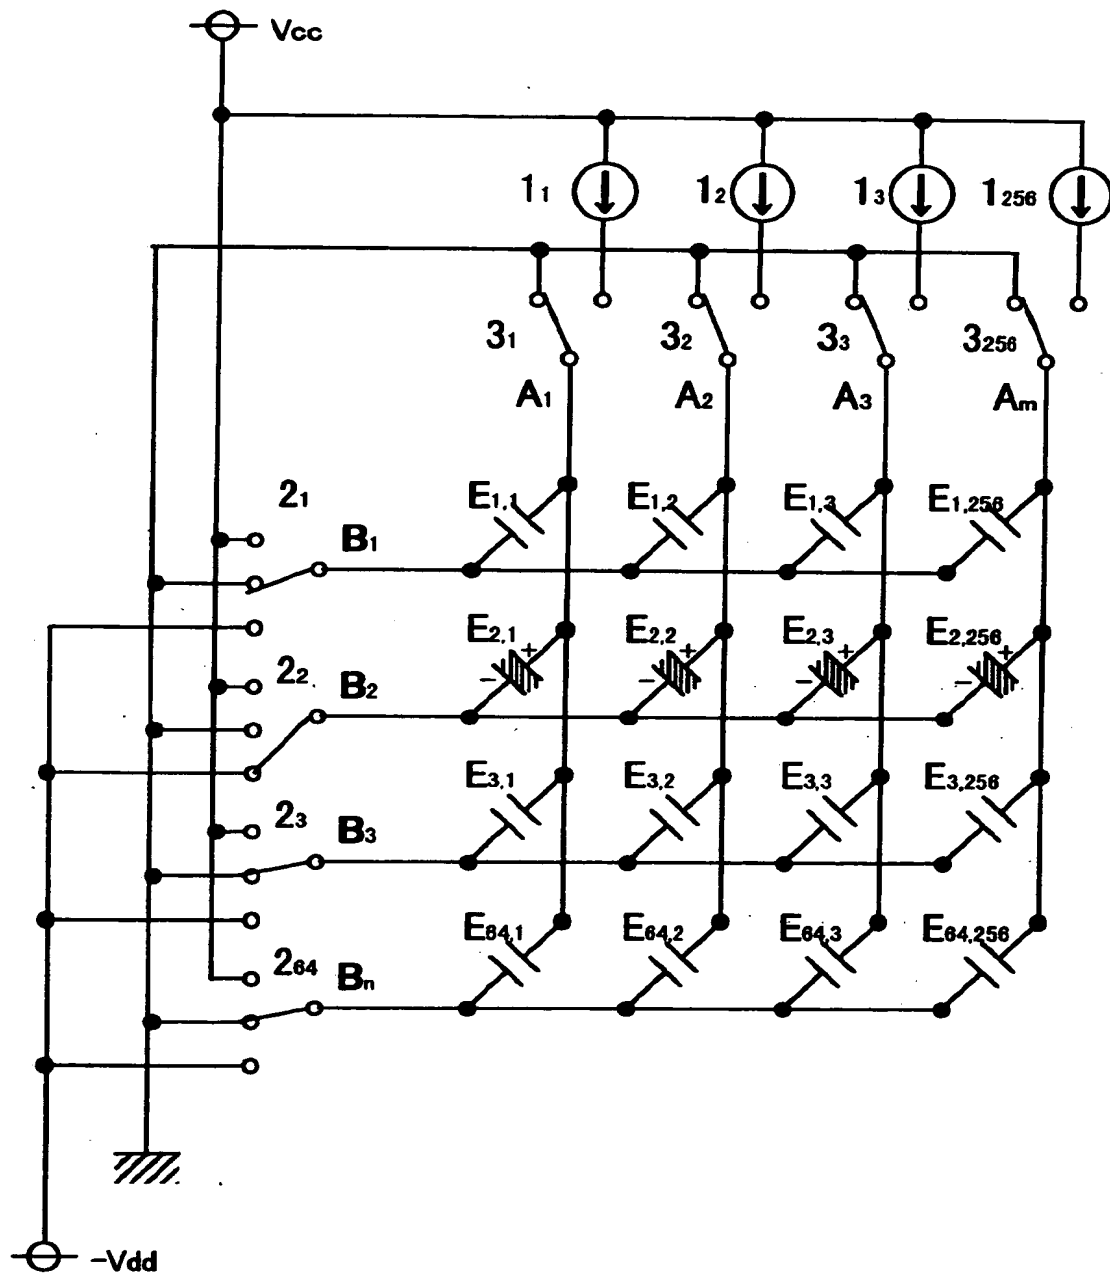 Vcc
1₁ 1₂ 1₃ 1₂₅₆
3₁ 3₂ 3₃ 3₂₅₆
A₁ A₂ A₃ Aₘ
2₁ B₁ E₁,₁ E₁,₂ E₁,₃ E₁,₂₅₆
2₂ B₂ E₂,₁ E₂,₂ E₂,₃ E₂,₂₅₆
+ + + +
− − − −
2₃ B₃ E₃,₁ E₃,₂ E₃,₃ E₃,₂₅₆
2₆₄ Bₙ E₆₄,₁ E₆₄,₂ E₆₄,₃ E₆₄,₂₅₆
−Vdd